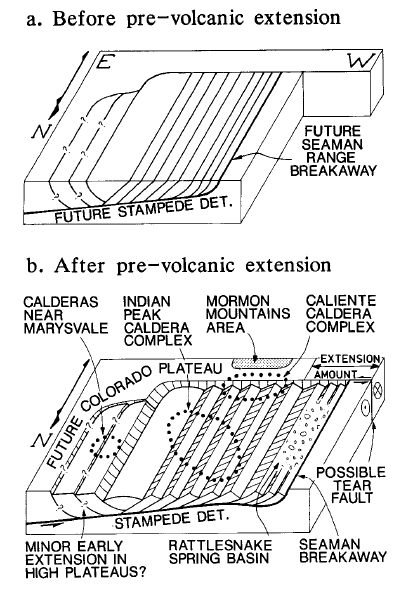 a. Before pre-volcanic extension
E
W
N
FUTURE
SEAMAN
RANGE
BREAKAWAY
FUTURE STAMPEDE DET.
b. After pre-volcanic extension
CALDERAS
NEAR
MARYSVALE
INDIAN
PEAK
CALDERA
COMPLEX
MORMON
MOUNTAINS
AREA
CALIENTE
CALDERA
COMPLEX
EXTENSION
AMOUNT
FUTURE COLORADO PLATEAU
N
POSSIBLE
TEAR
FAULT
STAMPEDE DET.
MINOR EARLY
EXTENSION IN
HIGH PLATEAUS?
RATTLESNAKE
SPRING BASIN
SEAMAN
BREAKAWAY